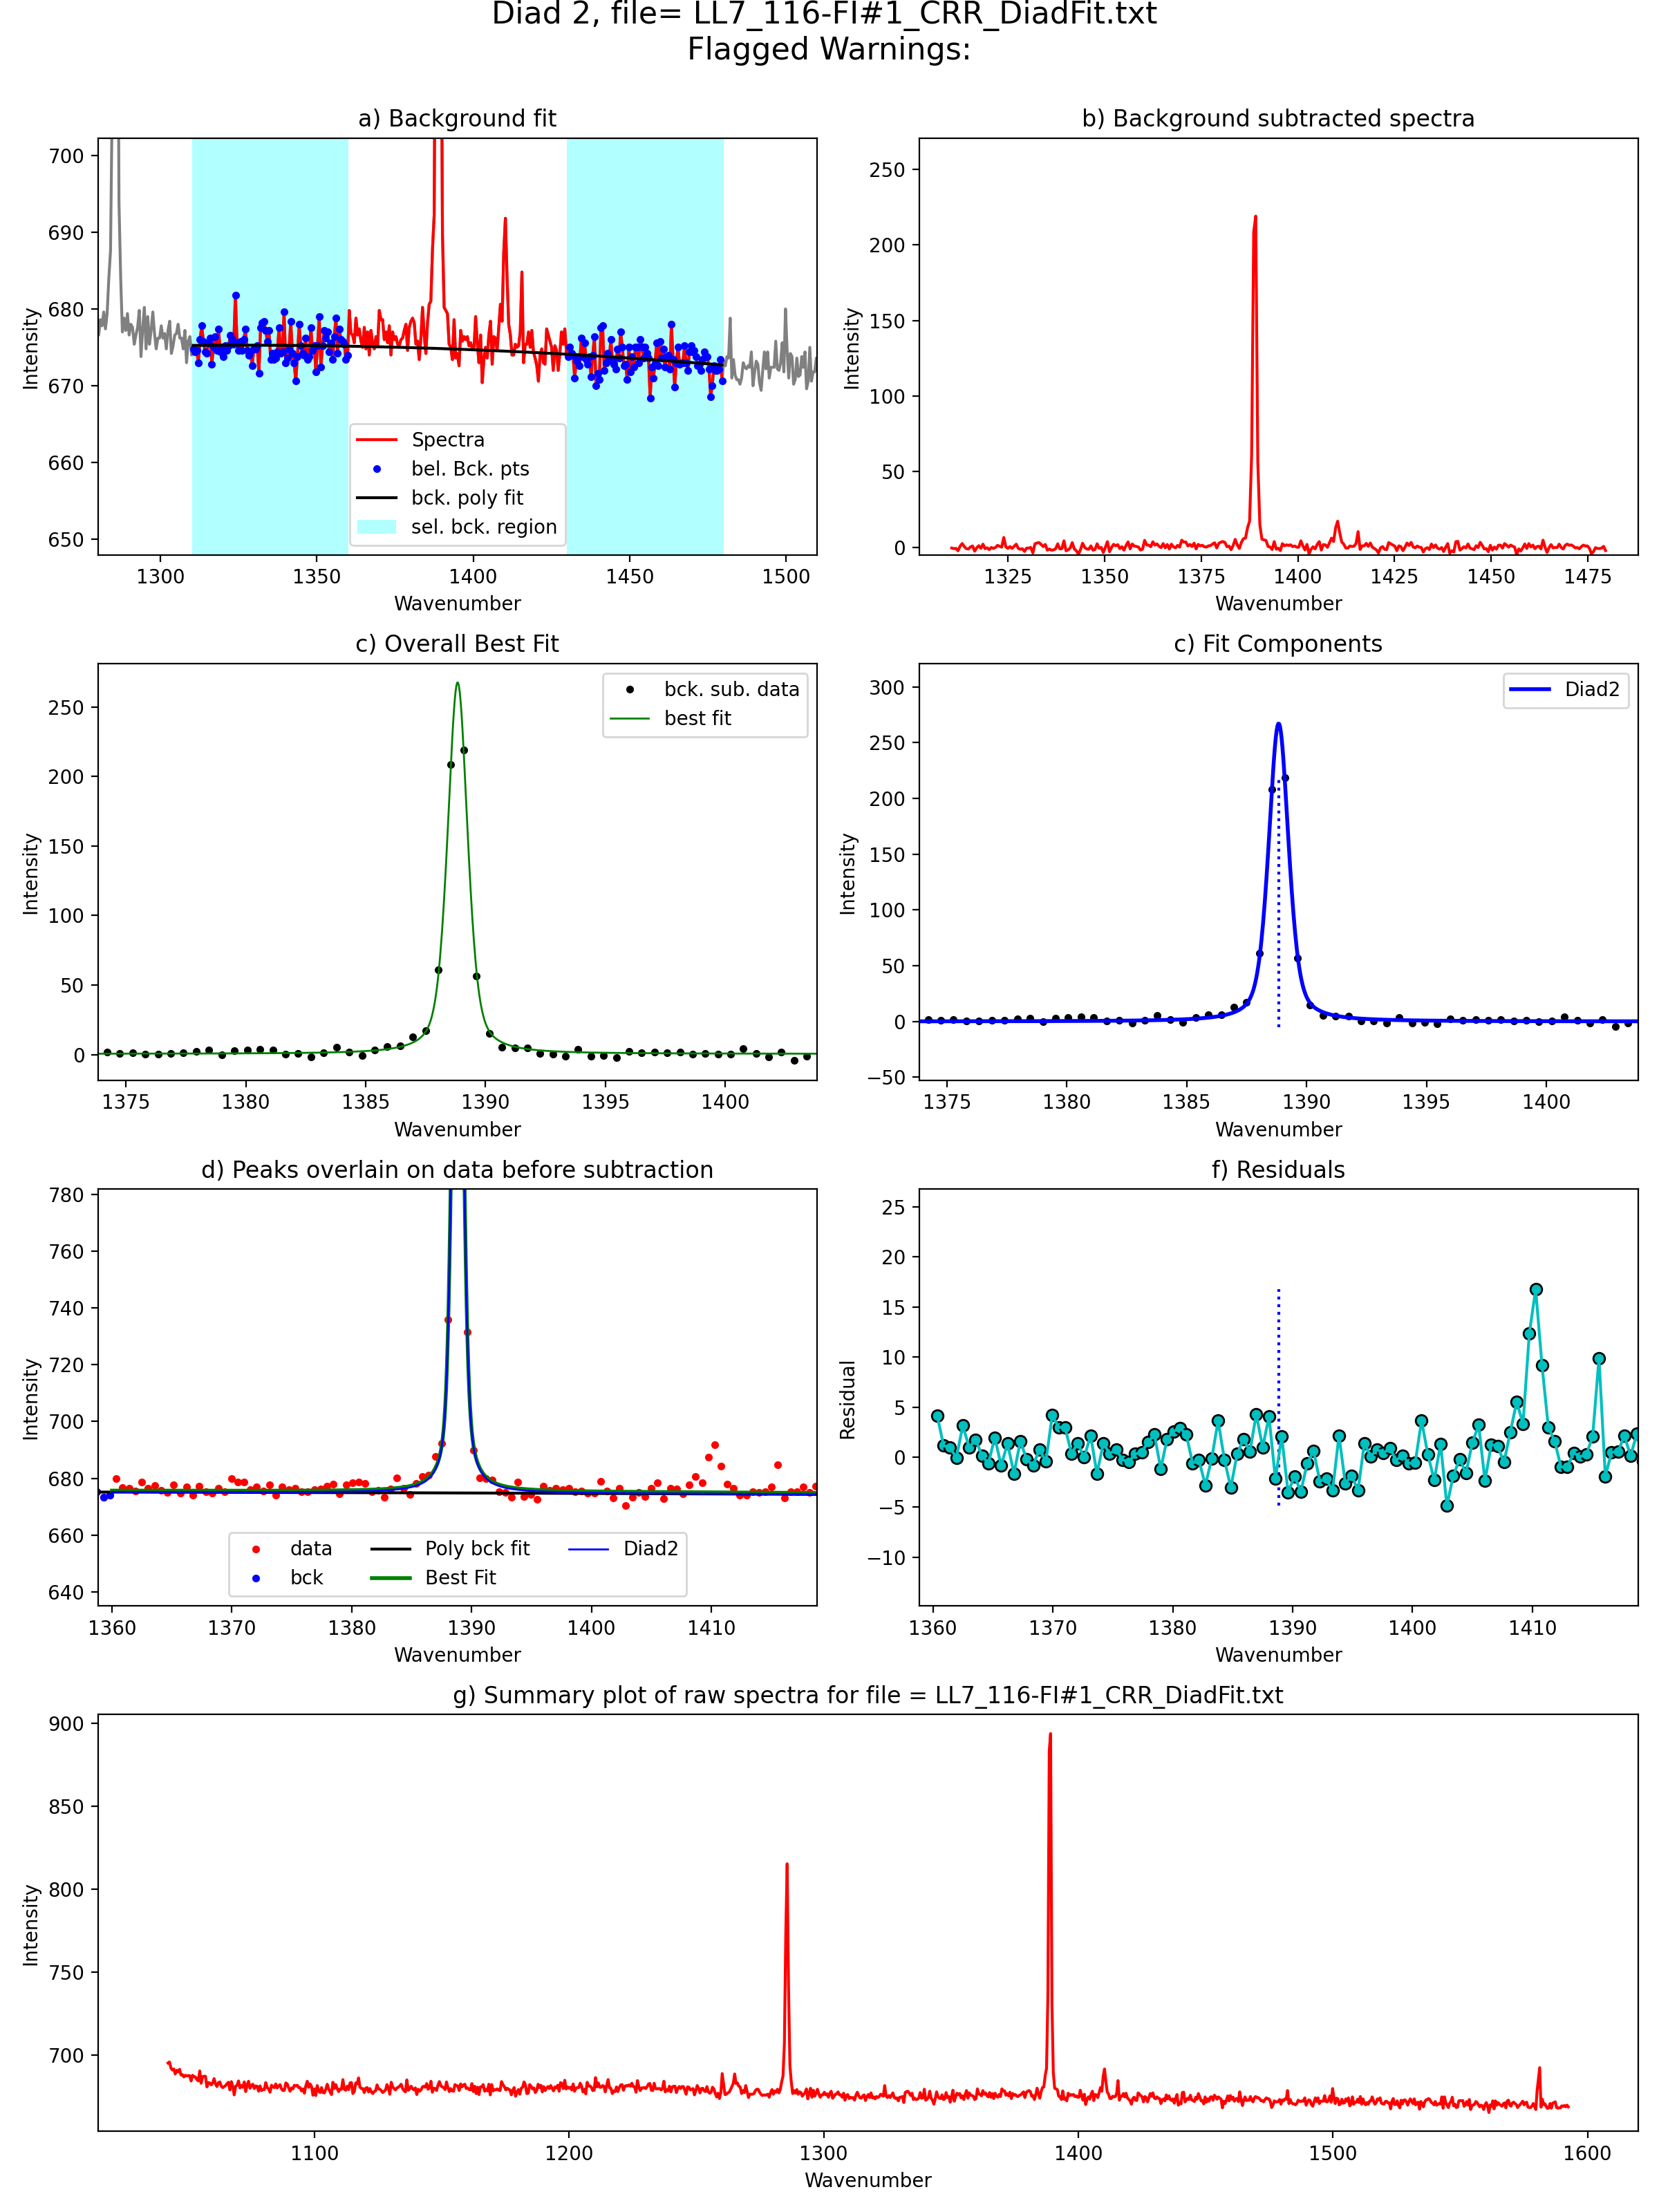 Diad 2, file= LL7_116-FI#1_CRR_DiadFit.txt
Flagged Warnings:
a) Background fit
700
690
680
670
660
650
Intensity
Spectra
bel. Bck. pts
bck. poly fit
sel. bck. region
1300 1350 1400 1450 1500
Wavenumber
b) Background subtracted spectra
250
200
150
100
50
0
Intensity
1325 1350 1375 1400 1425 1450 1475
Wavenumber
c) Overall Best Fit
250
200
150
100
50
0
Intensity
bck. sub. data
best fit
1375 1380 1385 1390 1395 1400
Wavenumber
c) Fit Components
300
250
200
150
100
50
0
−50
Intensity
Diad2
1375 1380 1385 1390 1395 1400
Wavenumber
d) Peaks overlain on data before subtraction
780
760
740
720
700
680
660
640
Intensity
data Poly bck fit Diad2
bck Best Fit
1360 1370 1380 1390 1400 1410
Wavenumber
f) Residuals
25
20
15
10
5
0
−5
−10
Residual
1360 1370 1380 1390 1400 1410
Wavenumber
g) Summary plot of raw spectra for file = LL7_116-FI#1_CRR_DiadFit.txt
900
850
800
750
700
Intensity
1100 1200 1300 1400 1500 1600
Wavenumber